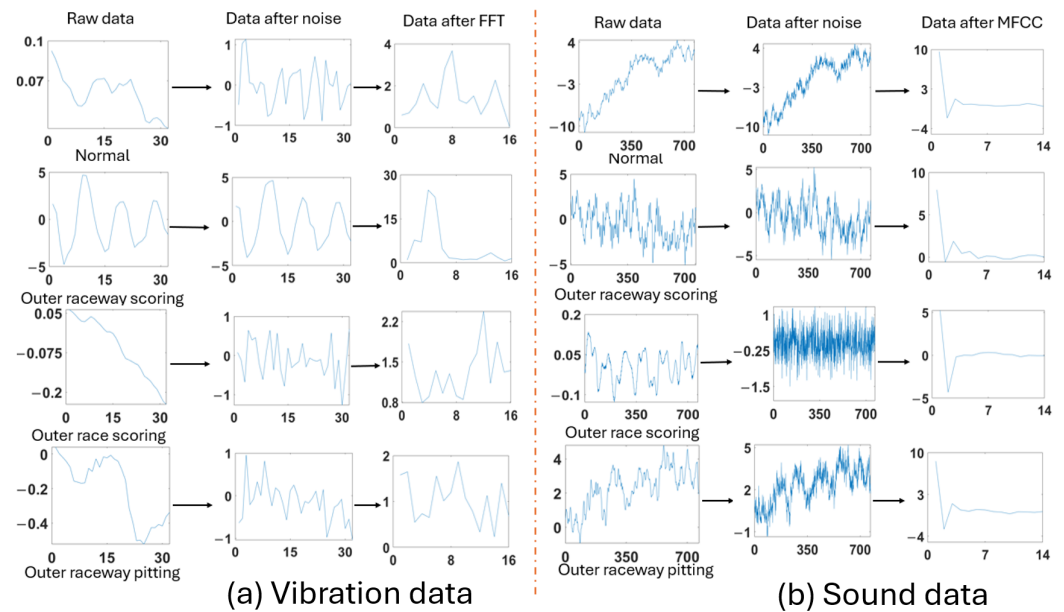 Raw data Data after noise Data after FFT
0.1 1 4
0.07 0 2
−1 0
0 15 30 0 15 30 0 8 16
Normal
5 5 30
0 0 15
−5 −5 0
0 15 30 0 15 30 0 8 16
Outer raceway scoring
0.05 1 2.2
−0.075 0 1.4
−0.2 −1 0.8
0 15 30 0 15 30 0 8 16
Outer race scoring
0 1 2
−0.2 0 1
−0.4 −1 0
0 15 30 0 15 30 0 8 16
Outer raceway pitting
(a) Vibration data
Raw data Data after noise Data after MFCC
4 4 10
−3 −3 3
−10 −10 −4
0 350 700 0 350 700 0 7 14
Normal
5 5 10
0 0 5
−5 −5 0
0 350 700 0 350 700 0 7 14
Outer raceway scoring
0.2 1 5
0.05 −0.25 0
−0.1 −1.5 −5
0 350 700 0 350 700 0 7 14
Outer race scoring
4 5 10
2 2 3
0 −1 −4
0 350 700 0 350 700 0 7 14
Outer raceway pitting
(b) Sound data